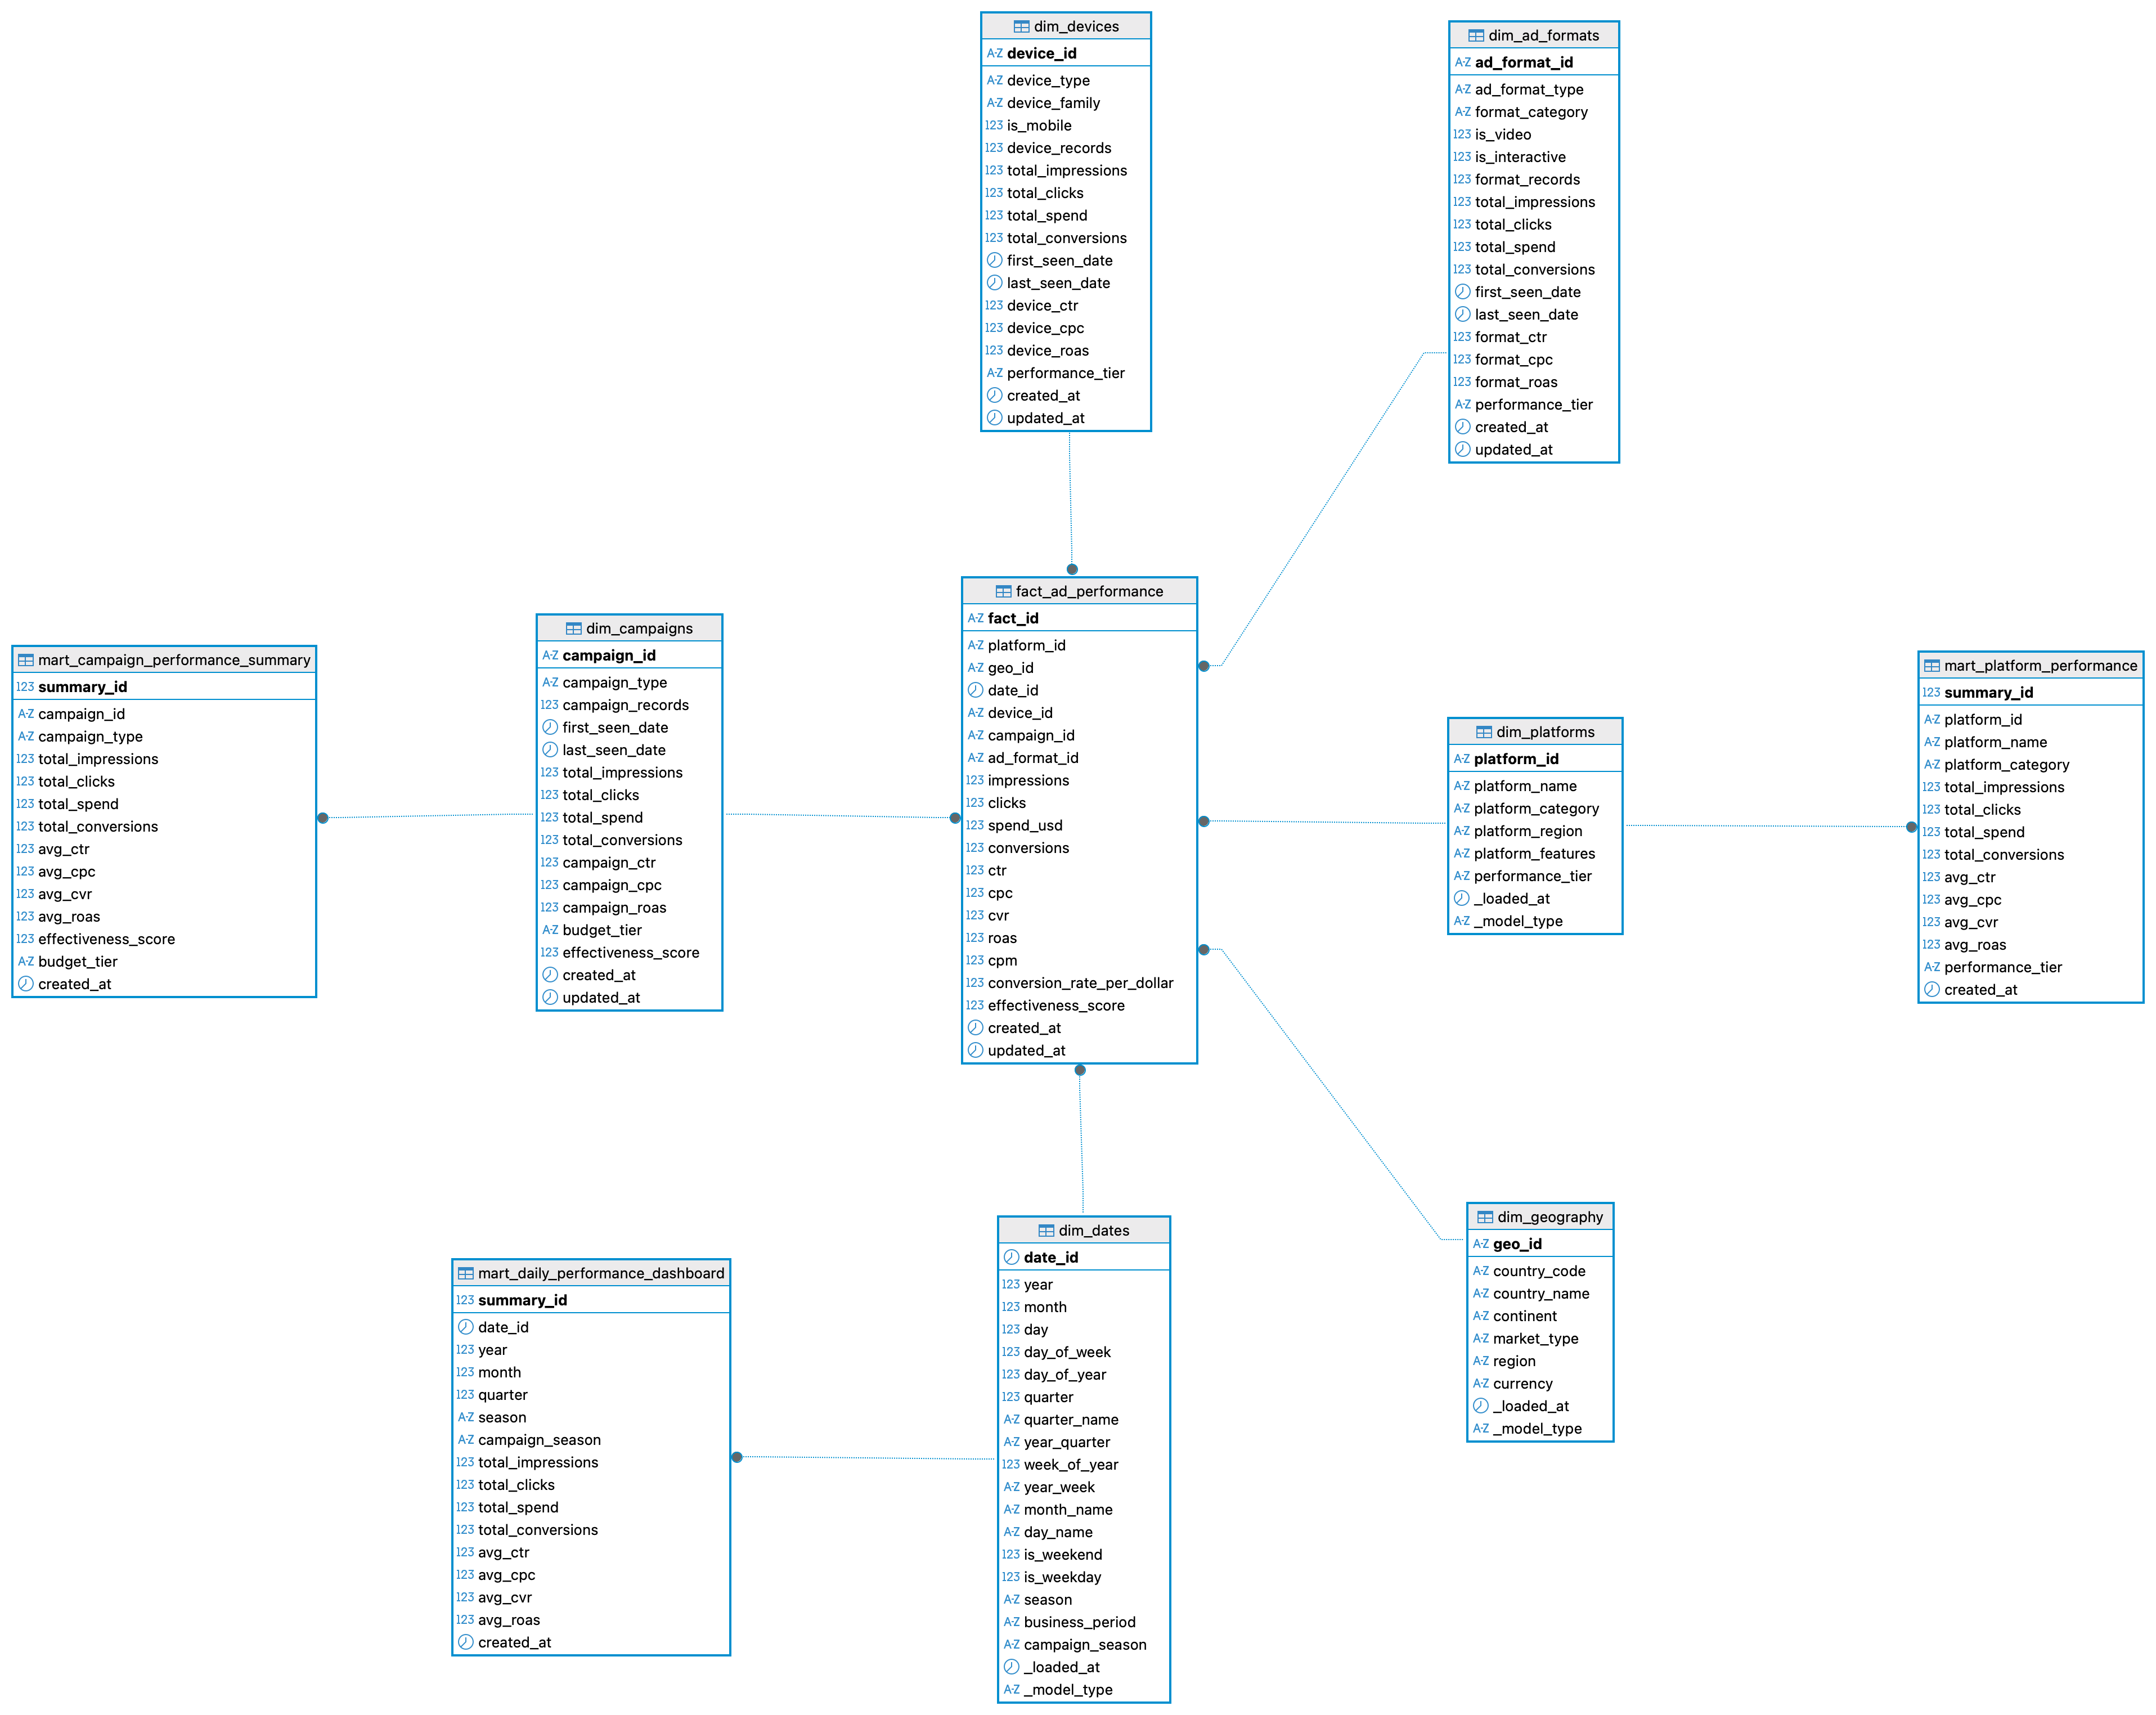 dim_devices
A-Z device_id
A-Z device_type
A-Z device_family
123 is_mobile
123 device_records
123 total_impressions
123 total_clicks
123 total_spend
123 total_conversions
first_seen_date
last_seen_date
123 device_ctr
123 device_cpc
123 device_roas
A-Z performance_tier
created_at
updated_at
dim_ad_formats
A-Z ad_format_id
A-Z ad_format_type
A-Z format_category
123 is_video
123 is_interactive
123 format_records
123 total_impressions
123 total_clicks
123 total_spend
123 total_conversions
first_seen_date
last_seen_date
123 format_ctr
123 format_cpc
123 format_roas
A-Z performance_tier
created_at
updated_at
mart_campaign_performance_summary
123 summary_id
A-Z campaign_id
A-Z campaign_type
123 total_impressions
123 total_clicks
123 total_spend
123 total_conversions
123 avg_ctr
123 avg_cpc
123 avg_cvr
123 avg_roas
123 effectiveness_score
A-Z budget_tier
created_at
dim_campaigns
A-Z campaign_id
A-Z campaign_type
123 campaign_records
first_seen_date
last_seen_date
123 total_impressions
123 total_clicks
123 total_spend
123 total_conversions
123 campaign_ctr
123 campaign_cpc
123 campaign_roas
A-Z budget_tier
123 effectiveness_score
created_at
updated_at
fact_ad_performance
A-Z fact_id
A-Z platform_id
A-Z geo_id
date_id
A-Z device_id
A-Z campaign_id
A-Z ad_format_id
123 impressions
123 clicks
123 spend_usd
123 conversions
123 ctr
123 cpc
123 cvr
123 roas
123 cpm
123 conversion_rate_per_dollar
123 effectiveness_score
created_at
updated_at
dim_platforms
A-Z platform_id
A-Z platform_name
A-Z platform_category
A-Z platform_region
A-Z platform_features
A-Z performance_tier
_loaded_at
A-Z _model_type
mart_platform_performance
123 summary_id
A-Z platform_id
A-Z platform_name
A-Z platform_category
123 total_impressions
123 total_clicks
123 total_spend
123 total_conversions
123 avg_ctr
123 avg_cpc
123 avg_cvr
123 avg_roas
A-Z performance_tier
created_at
mart_daily_performance_dashboard
123 summary_id
date_id
123 year
123 month
123 quarter
A-Z season
A-Z campaign_season
123 total_impressions
123 total_clicks
123 total_spend
123 total_conversions
123 avg_ctr
123 avg_cpc
123 avg_cvr
123 avg_roas
created_at
dim_dates
date_id
123 year
123 month
123 day
123 day_of_week
123 day_of_year
123 quarter
A-Z quarter_name
A-Z year_quarter
123 week_of_year
A-Z year_week
A-Z month_name
A-Z day_name
123 is_weekend
123 is_weekday
A-Z season
A-Z business_period
A-Z campaign_season
_loaded_at
A-Z _model_type
dim_geography
A-Z geo_id
A-Z country_code
A-Z country_name
A-Z continent
A-Z market_type
A-Z region
A-Z currency
_loaded_at
A-Z _model_type